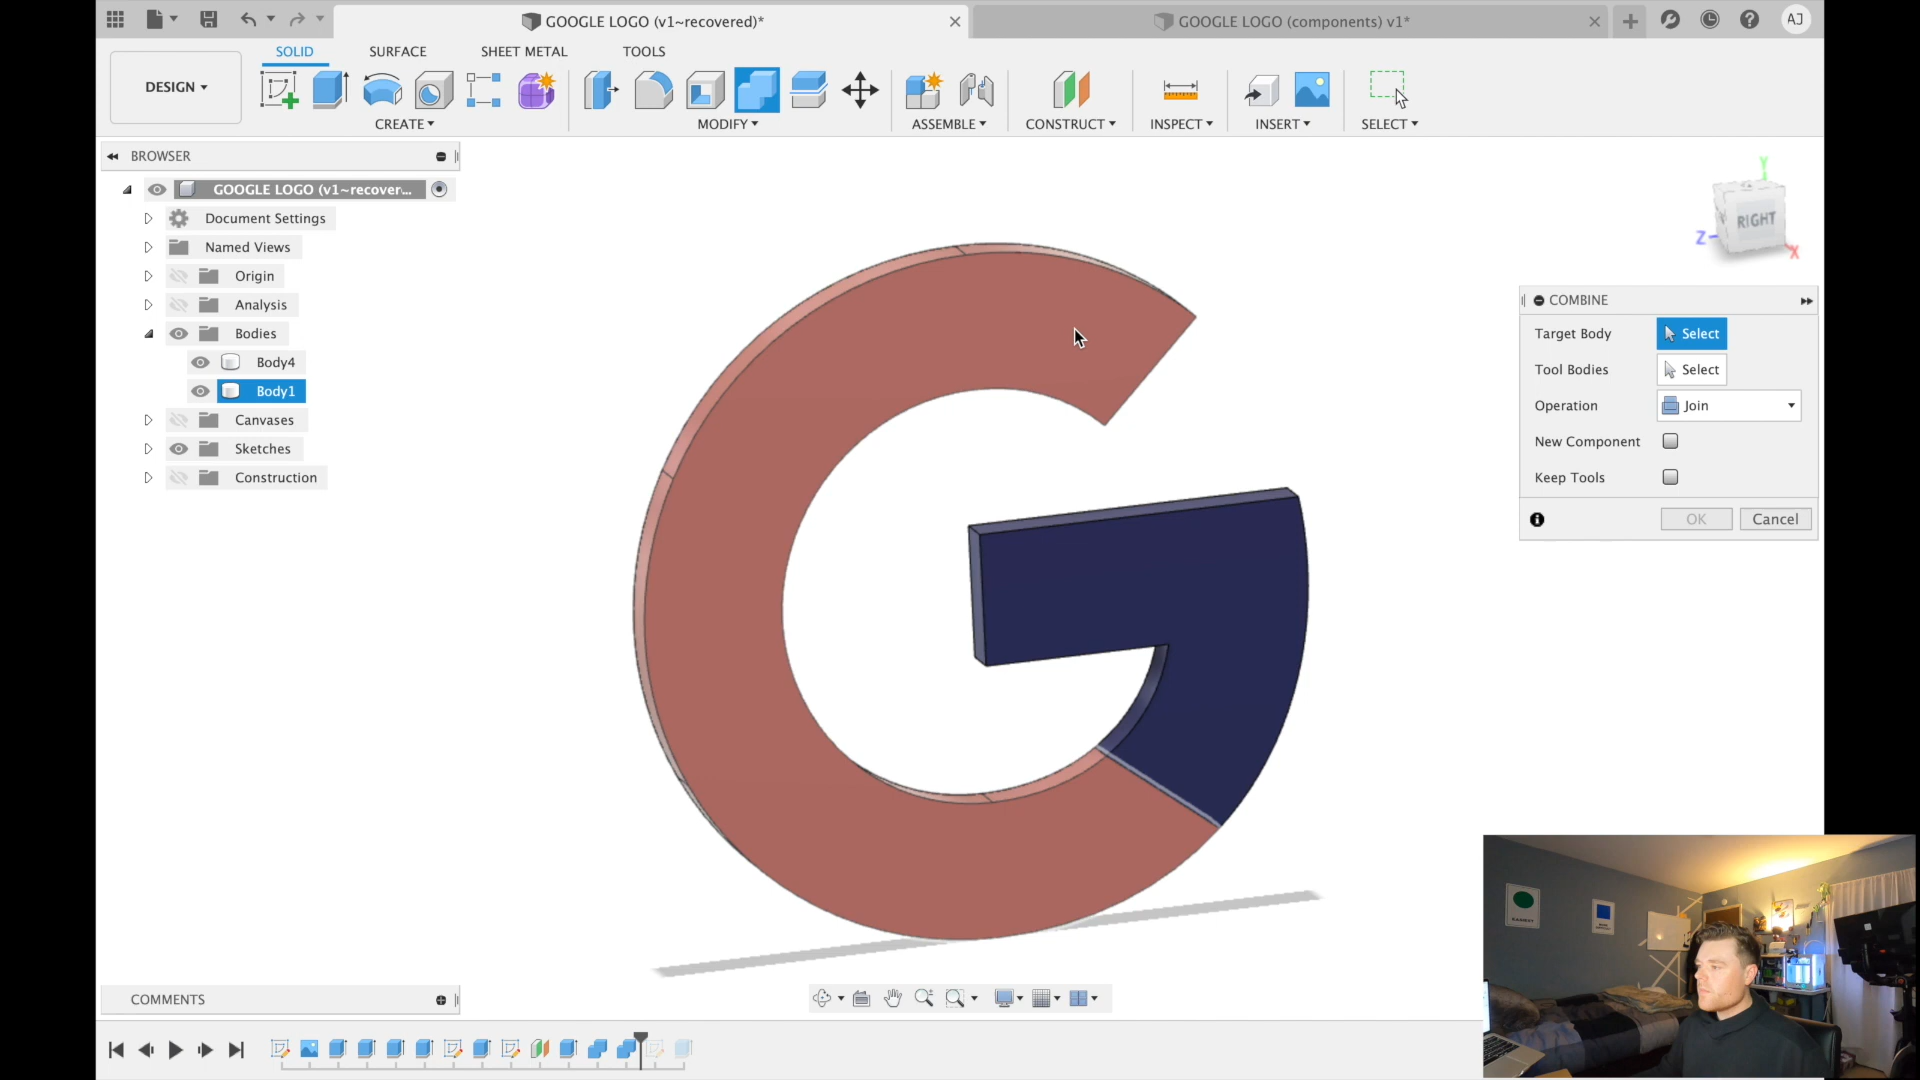 GOOGLE LOGO (v1~recovered)*
GOOGLE LOGO (components) v1*
AJ
SOLID
SURFACE
SHEET METAL
TOOLS
DESIGN
CREATE
MODIFY
ASSEMBLE
CONSTRUCT
INSPECT
INSERT
SELECT
BROWSER
GOOGLE LOGO (v1~recover...
Document Settings
Named Views
Origin
Analysis
Bodies
Body4
Body1
Canvases
Sketches
Construction
Y
RIGHT
Z
X
COMBINE
Target Body
Select
Tool Bodies
Select
Operation
Join
New Component
Keep Tools
OK
Cancel
COMMENTS